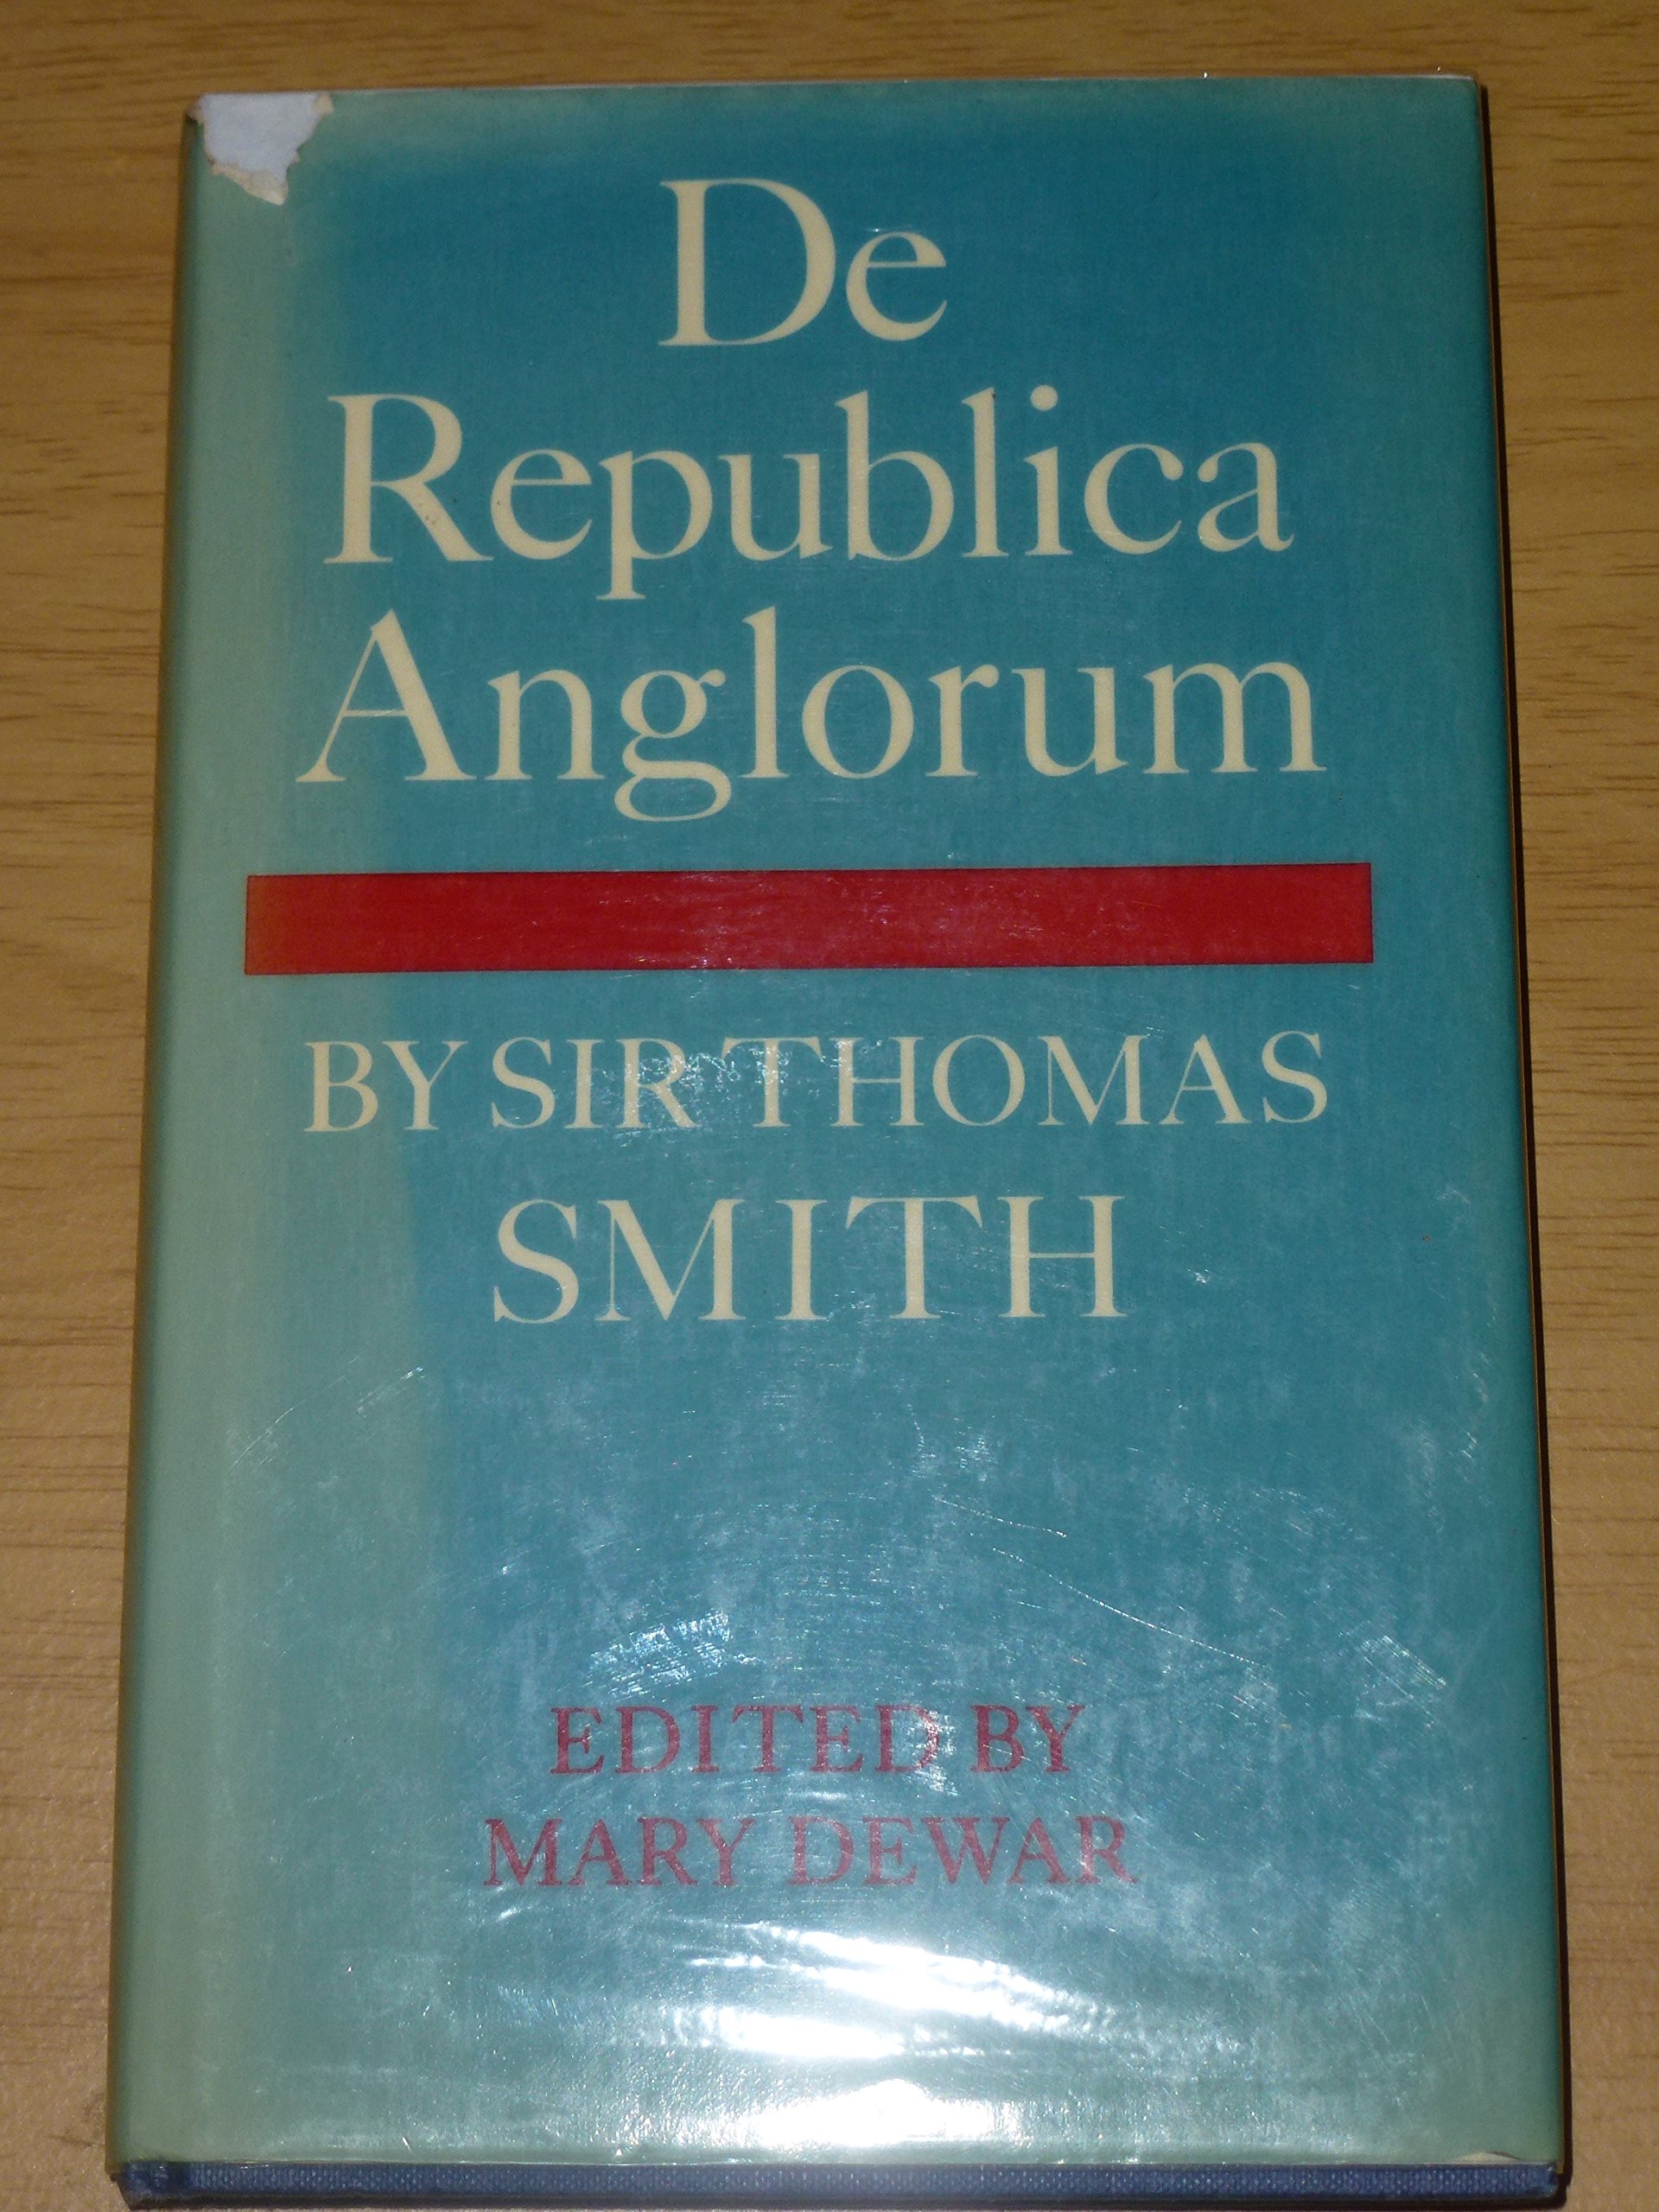 De
Republica
Anglorum
BY SIR THOMAS
SMITH
EDITED BY
MARY DEWAR